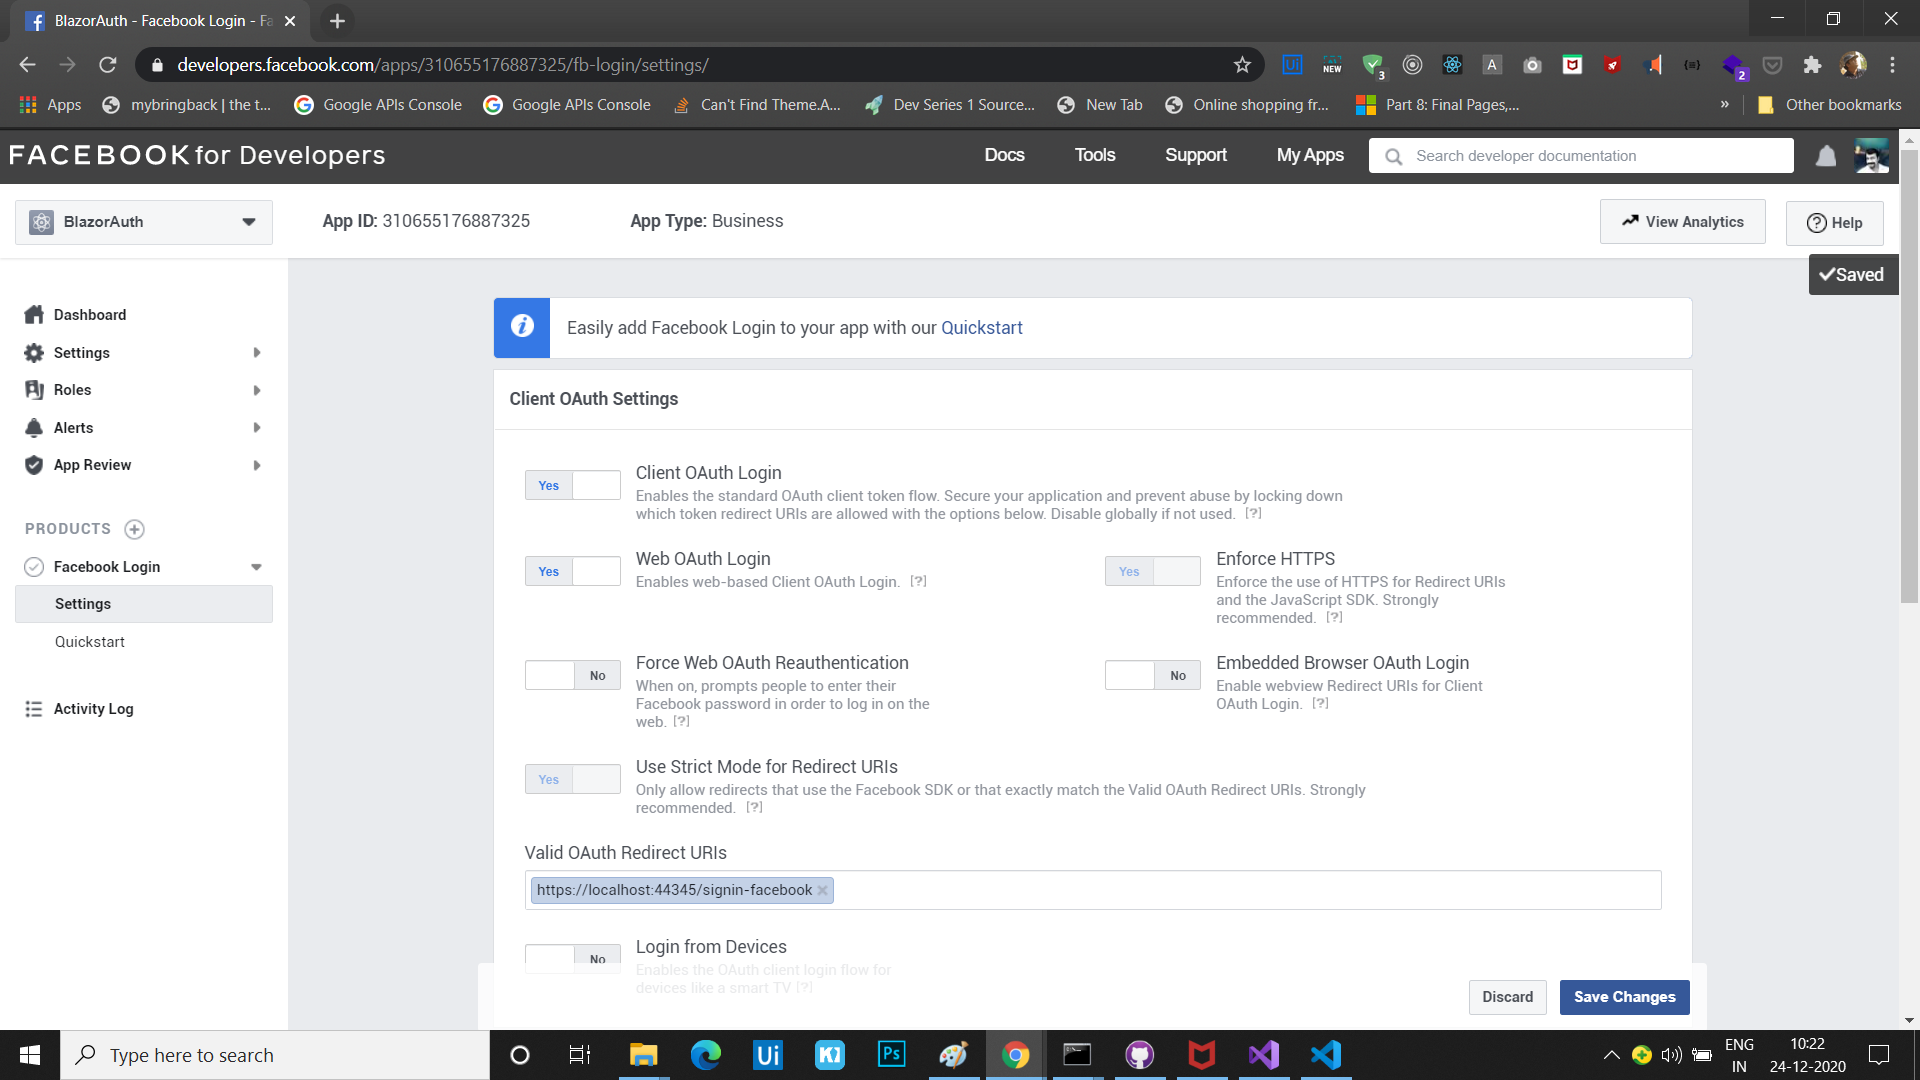 BlazorAuth - Facebook Login - Fa
developers.facebook.com/apps/310655176887325/fb-login/settings/
Ui
NEW
3
A
2
Apps
mybringback | the t...
Google APIs Console
Google APIs Console
Can't Find Theme.A...
Dev Series 1 Source...
New Tab
Online shopping fr...
Part 8: Final Pages,...
»
Other bookmarks
FACEBOOK for Developers
Docs
Tools
Support
My Apps
Search developer documentation
BlazorAuth
App ID: 310655176887325
App Type: Business
View Analytics
Help
Saved
Dashboard
Settings
Roles
Alerts
App Review
PRODUCTS
Facebook Login
Settings
Quickstart
Activity Log
Easily add Facebook Login to your app with our Quickstart
Client OAuth Settings
Yes
Client OAuth Login
Enables the standard OAuth client token flow. Secure your application and prevent abuse by locking down
which token redirect URIs are allowed with the options below. Disable globally if not used. [?]
Yes
Web OAuth Login
Enables web-based Client OAuth Login. [?]
Yes
Enforce HTTPS
Enforce the use of HTTPS for Redirect URIs
and the JavaScript SDK. Strongly
recommended. [?]
No
Force Web OAuth Reauthentication
When on, prompts people to enter their
Facebook password in order to log in on the
web. [?]
No
Embedded Browser OAuth Login
Enable webview Redirect URIs for Client
OAuth Login. [?]
Yes
Use Strict Mode for Redirect URIs
Only allow redirects that use the Facebook SDK or that exactly match the Valid OAuth Redirect URIs. Strongly
recommended. [?]
Valid OAuth Redirect URIs
https://localhost:44345/signin-facebook
No
Login from Devices
Enables the OAuth client login flow for
devices like a smart TV [?]
Discard
Save Changes
Type here to search
Ui
K
Ps
ENG
IN
10:22
24-12-2020